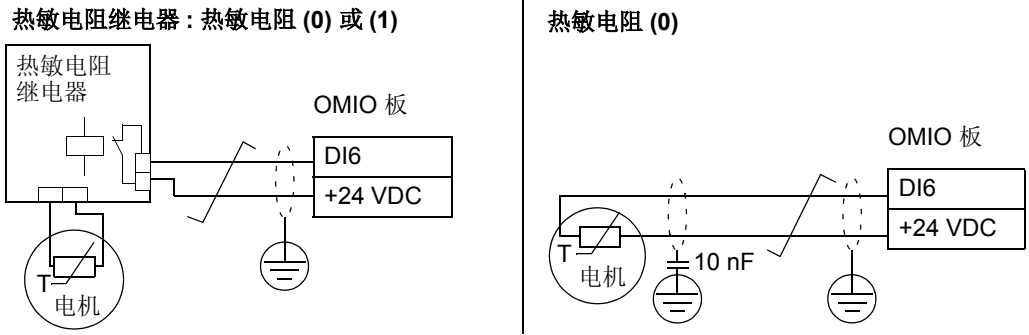 热敏电阻继电器 : 热敏电阻 (0) 或 (1)
热敏电阻
继电器
OMIO 板
DI6
+24 VDC
T
电机
热敏电阻 (0)
OMIO 板
DI6
+24 VDC
T
电机
10 nF